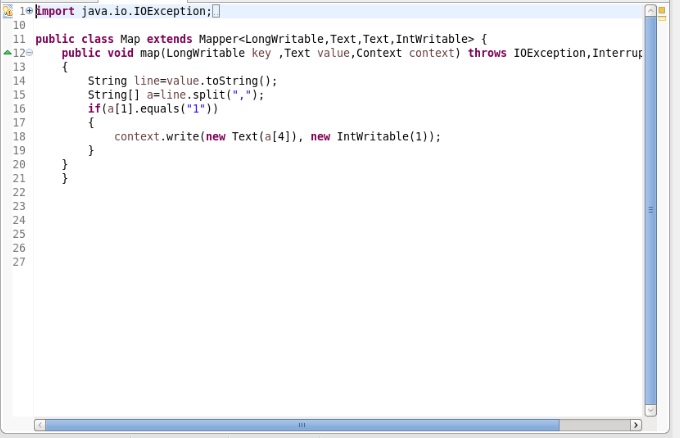 1 import java.io.IOException;
10
11 public class Map extends Mapper<LongWritable,Text,Text,IntWritable> {
12 public void map(LongWritable key ,Text value,Context context) throws IOException,Interrup
13 {
14 String line=value.toString();
15 String[] a=line.split(",");
16 if(a[1].equals("1"))
17 {
18 context.write(new Text(a[4]), new IntWritable(1));
19 }
20 }
21 }
22
23
24
25
26
27